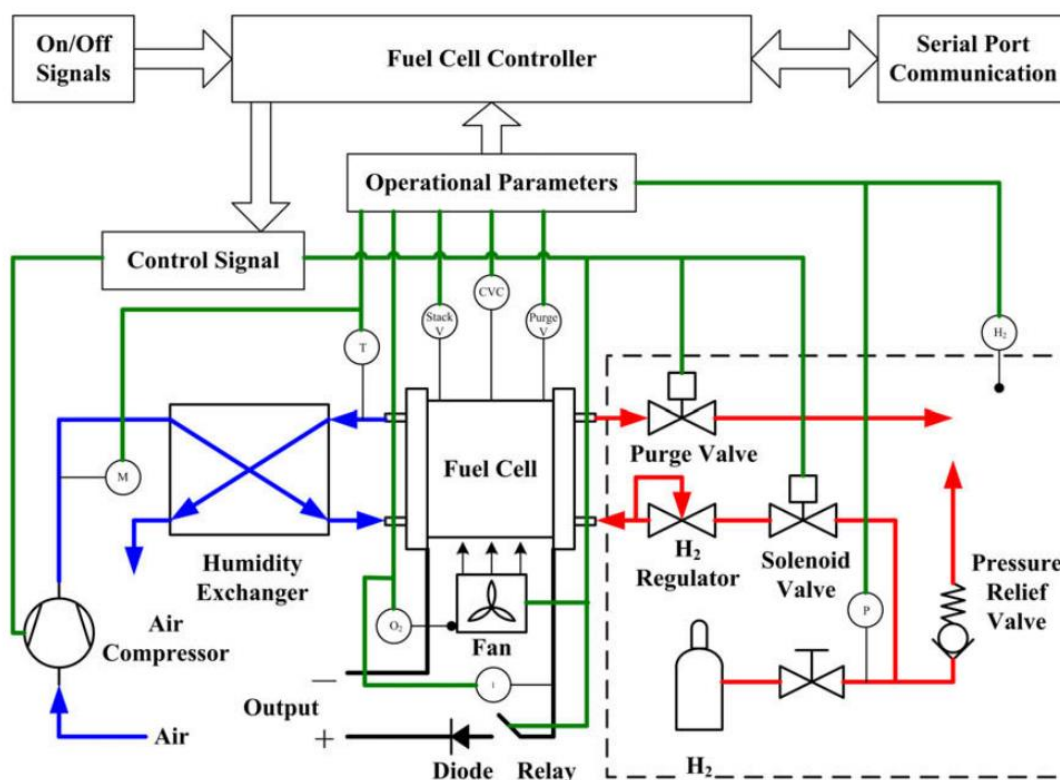 On/Off
Signals
Fuel Cell Controller
Serial Port
Communication
Operational Parameters
Control Signal
Stack
V
CVC
Purge
V
H₂
T
M
Purge Valve
Fuel Cell
H₂
Regulator
Solenoid
Valve
Pressure
Relief
Valve
Humidity
Exchanger
Air
Compressor
O₂
Fan
P
I
−
Output
+
Air
Diode
Relay
H₂